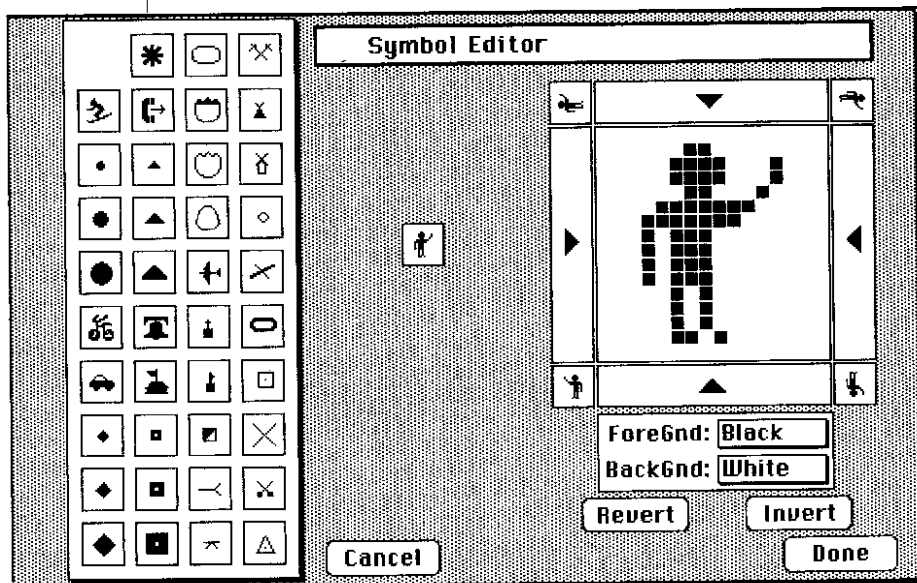 Symbol Editor
ForeGnd: Black
BackGnd: White
Revert
Invert
Cancel
Done